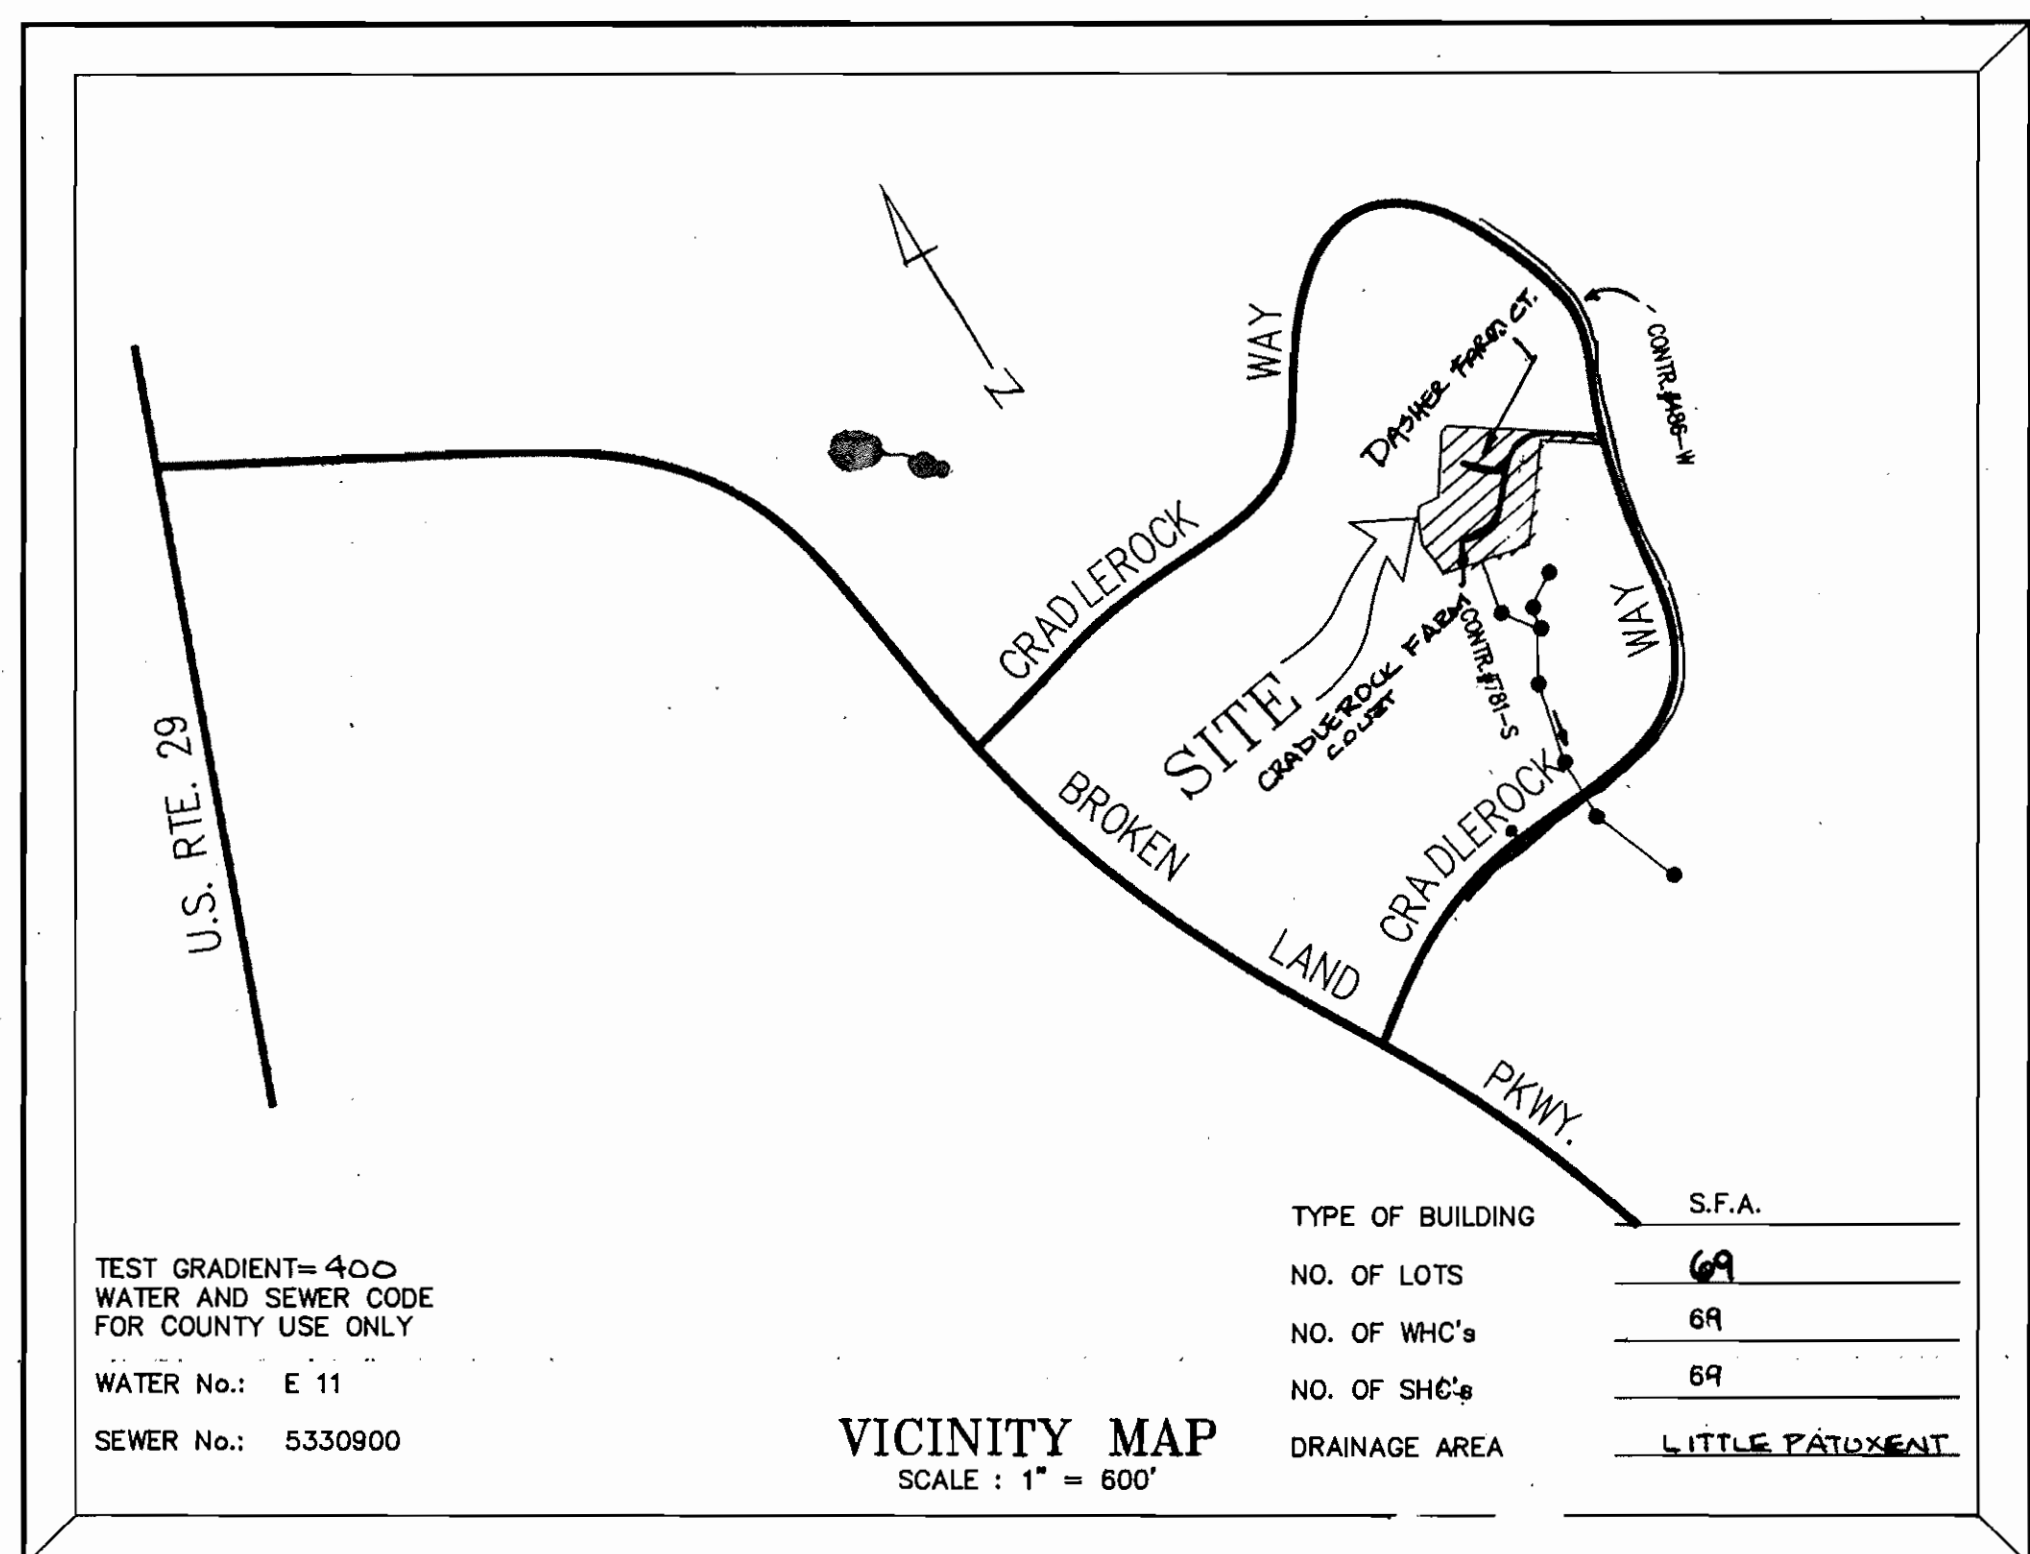 N
WAY
DASHER FARM CT.
CONTR.#486-W
CRADLEROCK
WAY
SITE
CRADLEROCK FARM
COURT
CONTR.#781-S
U.S. RTE. 29
BROKEN
LAND
PKWY.
CRADLEROCK
TEST GRADIENT= 400
WATER AND SEWER CODE
FOR COUNTY USE ONLY
WATER No.: E 11
SEWER No.: 5330900
VICINITY MAP
SCALE : 1" = 600'
TYPE OF BUILDING S.F.A.
NO. OF LOTS 69
NO. OF WHC's 69
NO. OF SHC's 69
DRAINAGE AREA LITTLE PATUXENT